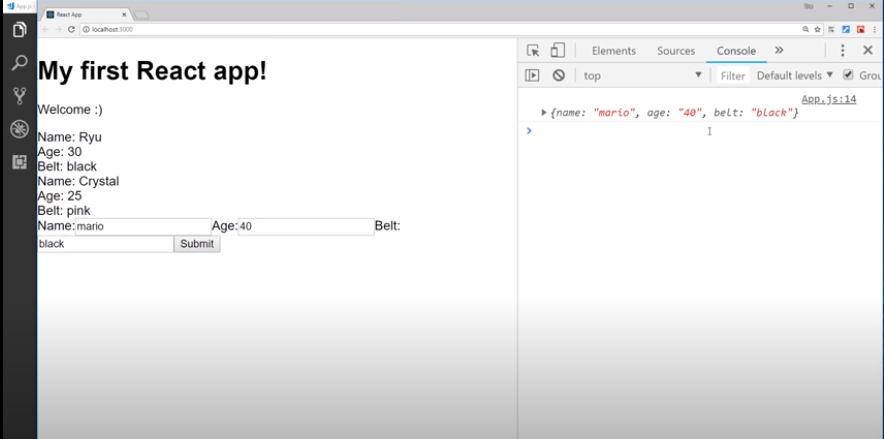 App.js
React App
localhost:3000
My first React app!
Welcome :)
Name: Ryu
Age: 30
Belt: black
Name: Crystal
Age: 25
Belt: pink
Name: mario Age: 40 Belt:
black Submit
Elements Sources Console »
top Filter Default levels Grou
App.js:14
{name: "mario", age: "40", belt: "black"}